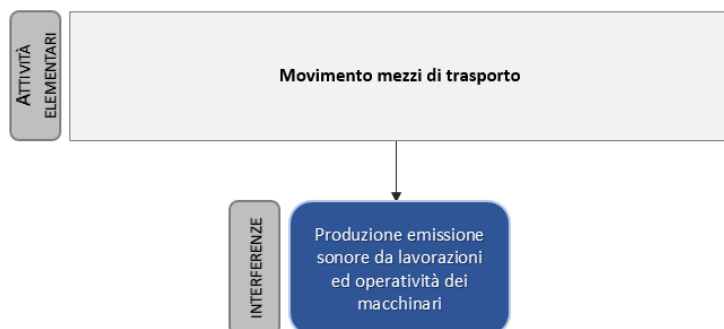 ATTIVITÀ
ELEMENTARI
Movimento mezzi di trasporto
INTERFERENZE
Produzione emissione
sonore da lavorazioni
ed operatività dei
macchinari